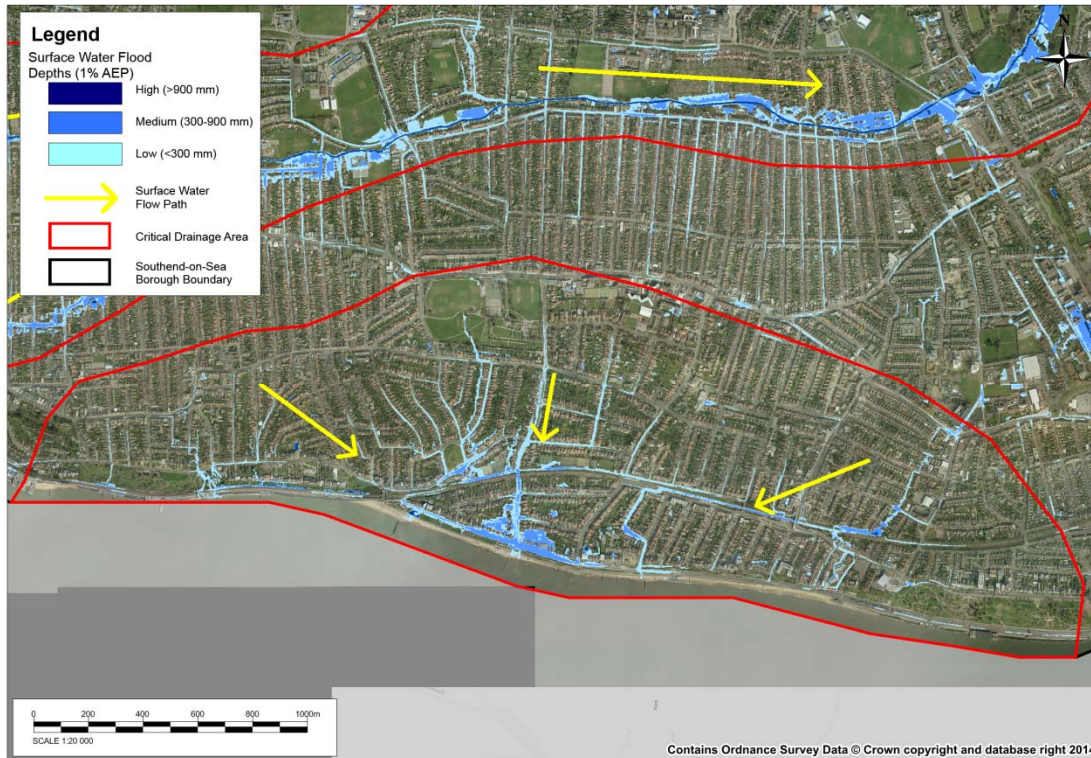 Legend
Surface Water Flood
Depths (1% AEP)
High (>900 mm)
Medium (300-900 mm)
Low (<300 mm)
Surface Water
Flow Path
Critical Drainage Area
Southend-on-Sea
Borough Boundary
N
0 200 400 600 800 1000m
SCALE 1:20 000
Contains Ordnance Survey Data © Crown copyright and database right 2014